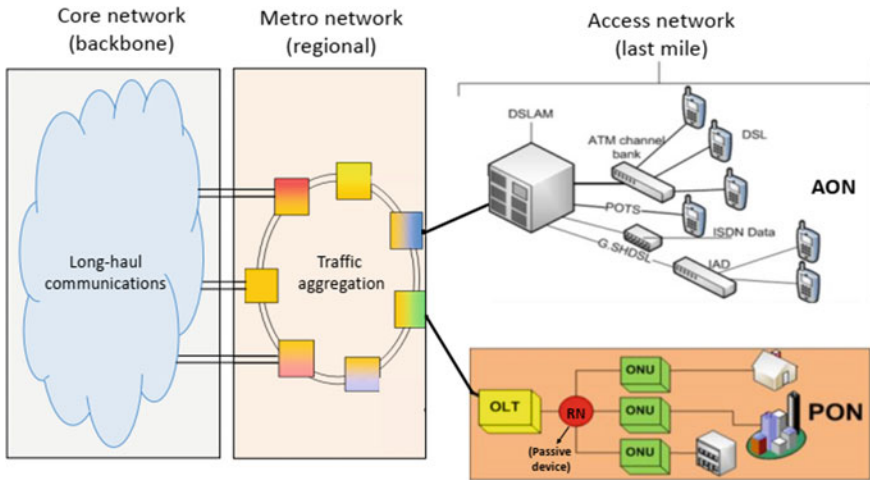 Core network
(backbone)
Metro network
(regional)
Access network
(last mile)
Long-haul
communications
Traffic
aggregation
DSLAM
ATM channel
bank
DSL
AON
POTS
ISDN Data
G.SHDSL
IAD
OLT
RN
(Passive
device)
ONU
ONU
ONU
PON